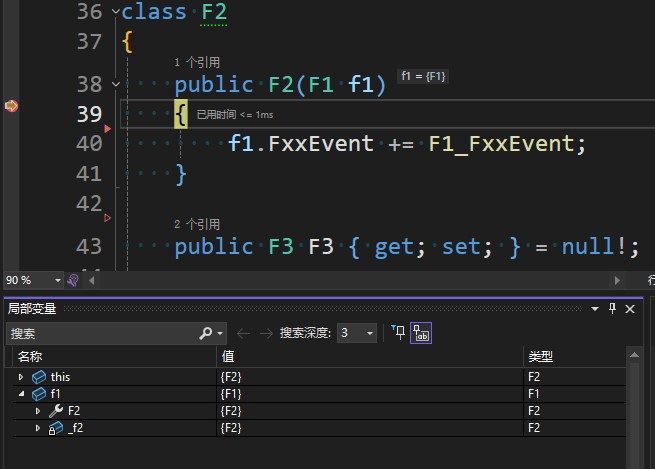 36 class F2
37 {
1 个引用
38 public F2(F1 f1) f1 = {F1}
39 { 已用时间 <= 1ms
40 f1.FxxEvent += F1_FxxEvent;
41 }
42
2 个引用
43 public F3 F3 { get; set; } = null!;
90 %
局部变量
搜索 搜索深度: 3
名称 值 类型
this {F2} F2
f1 {F1} F1
F2 {F2} F2
_f2 {F2} F2